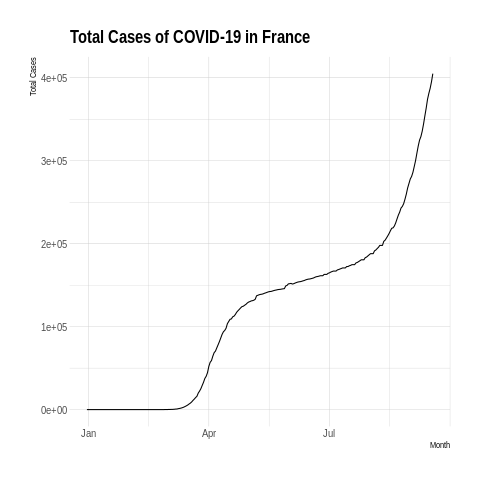 Total Cases of COVID-19 in France
Total Cases
4e+05
3e+05
2e+05
1e+05
0e+00
Jan Apr Jul
Month